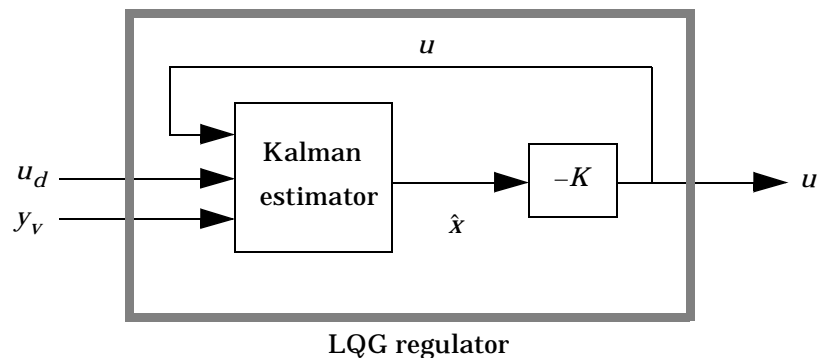 u
Kalman
estimator
u_d
y_v
–K
x̂
u
LQG regulator